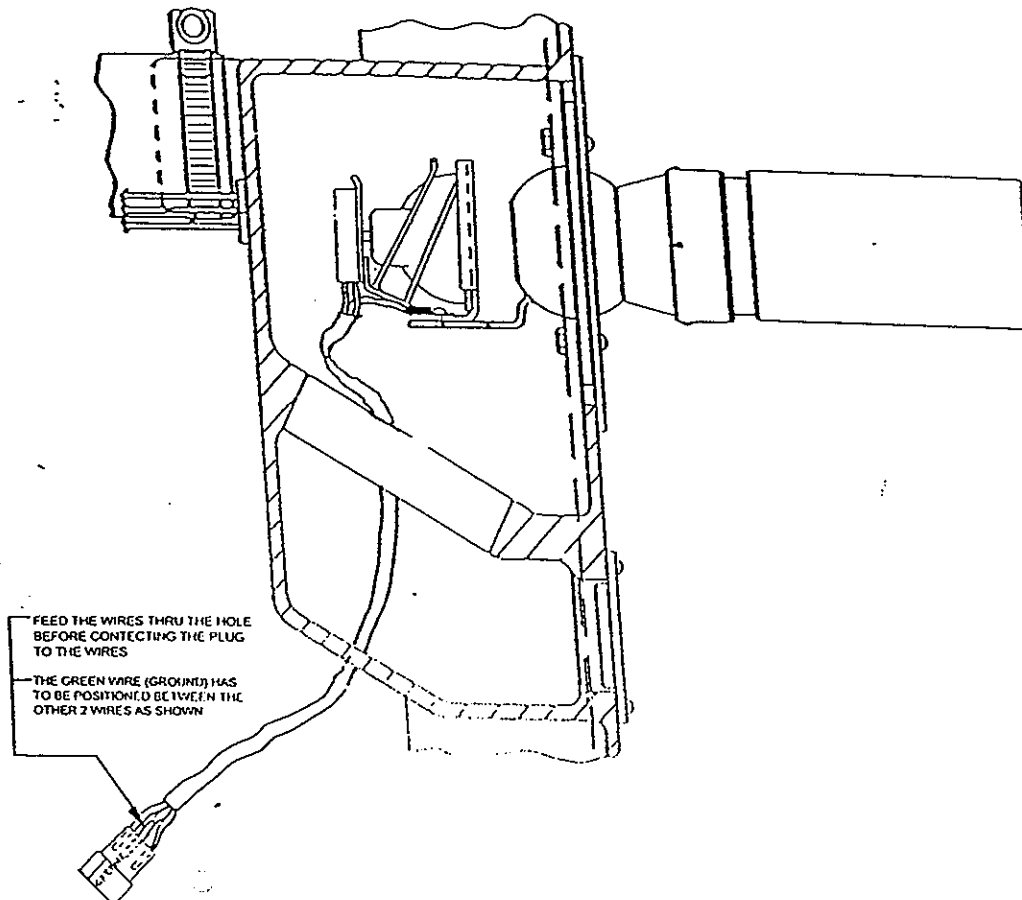 FEED THE WIRES THRU THE HOLE
BEFORE CONTECTING THE PLUG
TO THE WIRES
THE GREEN WIRE (GROUND) HAS
TO BE POSITIONED BETWEEN THE
OTHER 2 WIRES AS SHOWN